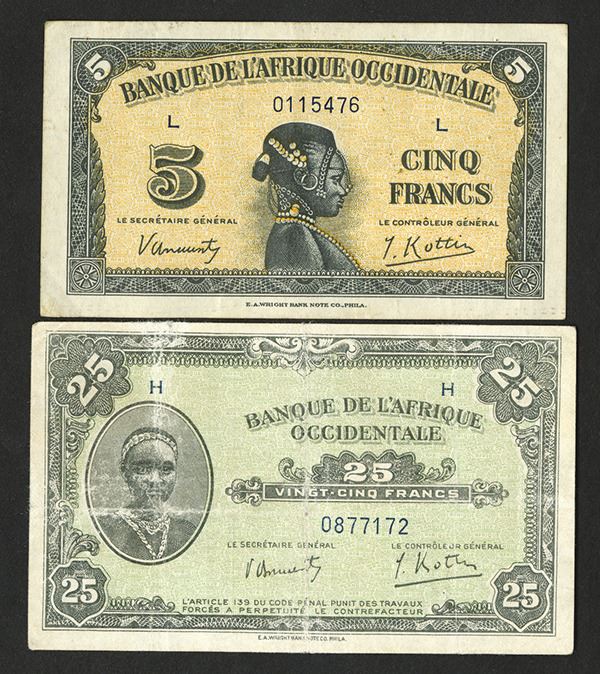 5 5
BANQUE DE L'AFRIQUE OCCIDENTALE
0115476
L L
5 CINQ
FRANCS
LE SECRÉTAIRE GÉNÉRAL LE CONTRÔLEUR GÉNÉRAL
J. Kottin
E.A.WRIGHT BANK NOTE CO., PHILA.
25 25
H H
BANQUE DE L'AFRIQUE
OCCIDENTALE
25
VINGT-CINQ FRANCS
0877172
LE SECRÉTAIRE GÉNÉRAL LE CONTRÔLEUR GÉNÉRAL
J. Kottin
25 25
L'ARTICLE 139 DU CODE PÉNAL PUNIT DES TRAVAUX
FORCÉS À PERPÉTUITÉ LE CONTREFACTEUR
E.A.WRIGHT BANK NOTE CO. PHILA.